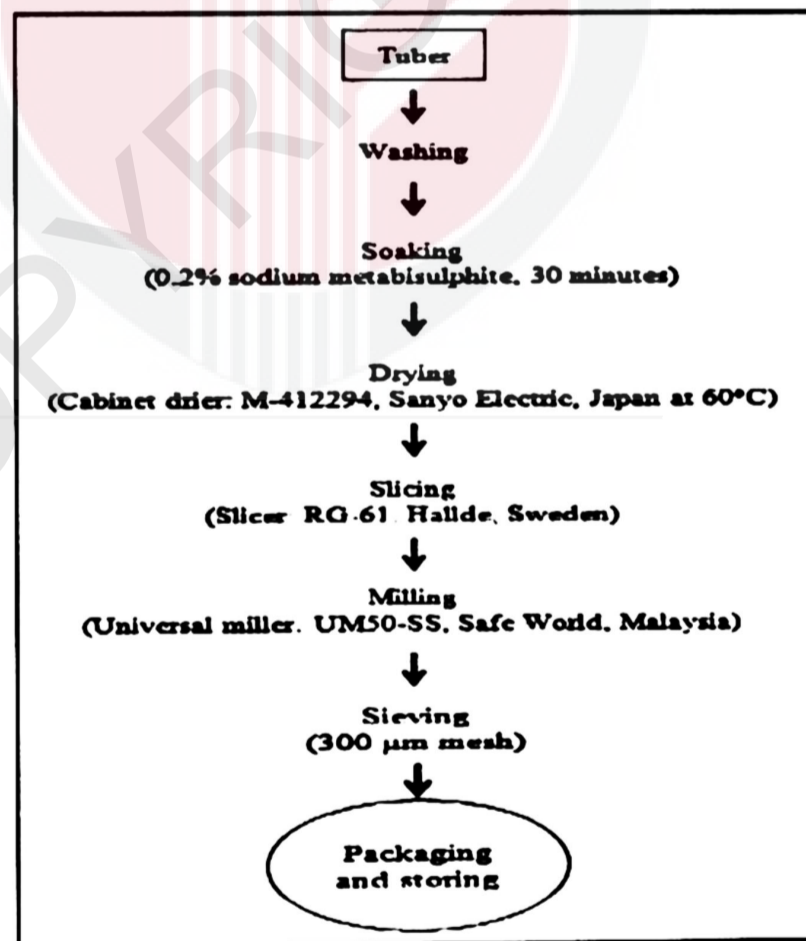 Tuber
Washing
Soaking
(0.2% sodium metabisulphite, 30 minutes)
Drying
(Cabinet drier: M-412294, Sanyo Electric, Japan at 60°C)
Slicing
(Slicer RG-61 Hallde, Sweden)
Milling
(Universal miller. UM50-SS, Safe World, Malaysia)
Sieving
(300 µm mesh)
Packaging
and storing